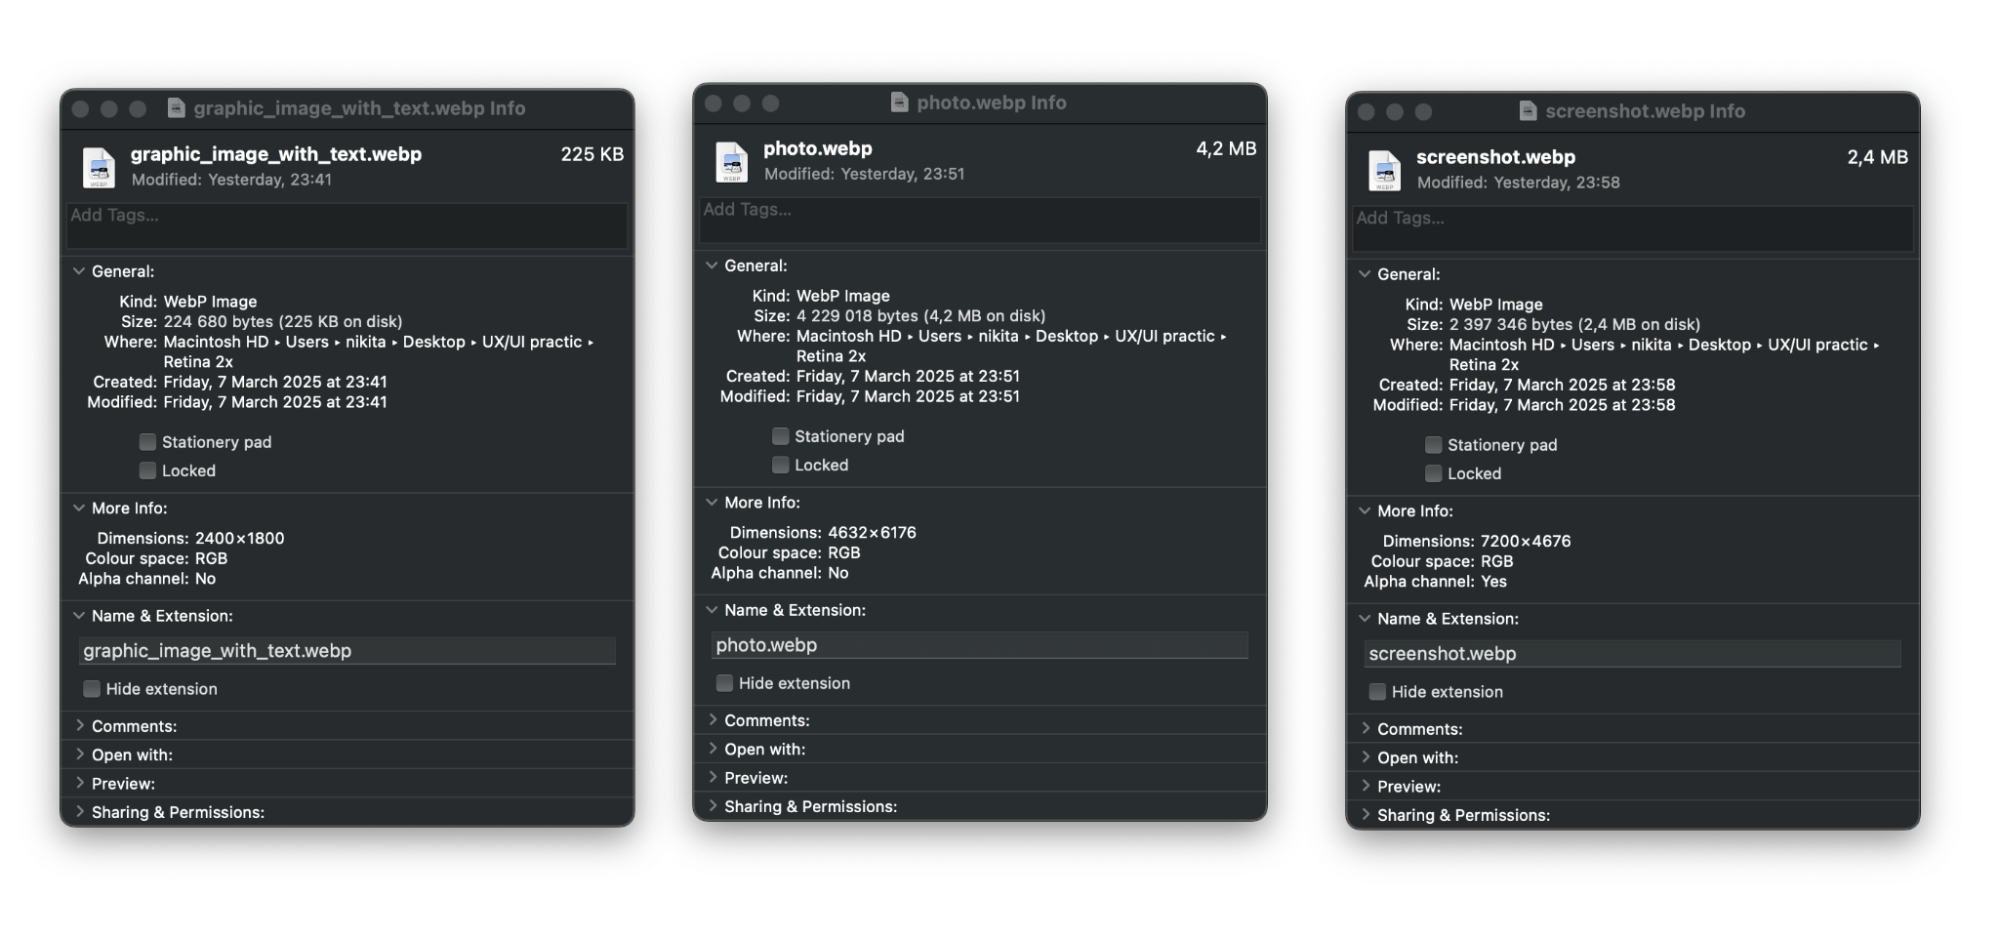 graphic_image_with_text.webp Info
graphic_image_with_text.webp 225 KB
Modified: Yesterday, 23:41
Add Tags...
General:
Kind: WebP Image
Size: 224 680 bytes (225 KB on disk)
Where: Macintosh HD ▸ Users ▸ nikita ▸ Desktop ▸ UX/UI practic ▸
Retina 2x
Created: Friday, 7 March 2025 at 23:41
Modified: Friday, 7 March 2025 at 23:41
Stationery pad
Locked
More Info:
Dimensions: 2400×1800
Colour space: RGB
Alpha channel: No
Name & Extension:
graphic_image_with_text.webp
Hide extension
Comments:
Open with:
Preview:
Sharing & Permissions:
photo.webp Info
photo.webp 4,2 MB
Modified: Yesterday, 23:51
Add Tags...
General:
Kind: WebP Image
Size: 4 229 018 bytes (4,2 MB on disk)
Where: Macintosh HD ▸ Users ▸ nikita ▸ Desktop ▸ UX/UI practic ▸
Retina 2x
Created: Friday, 7 March 2025 at 23:51
Modified: Friday, 7 March 2025 at 23:51
Stationery pad
Locked
More Info:
Dimensions: 4632×6176
Colour space: RGB
Alpha channel: No
Name & Extension:
photo.webp
Hide extension
Comments:
Open with:
Preview:
Sharing & Permissions:
screenshot.webp Info
screenshot.webp 2,4 MB
Modified: Yesterday, 23:58
Add Tags...
General:
Kind: WebP Image
Size: 2 397 346 bytes (2,4 MB on disk)
Where: Macintosh HD ▸ Users ▸ nikita ▸ Desktop ▸ UX/UI practic ▸
Retina 2x
Created: Friday, 7 March 2025 at 23:58
Modified: Friday, 7 March 2025 at 23:58
Stationery pad
Locked
More Info:
Dimensions: 7200×4676
Colour space: RGB
Alpha channel: Yes
Name & Extension:
screenshot.webp
Hide extension
Comments:
Open with:
Preview:
Sharing & Permissions: